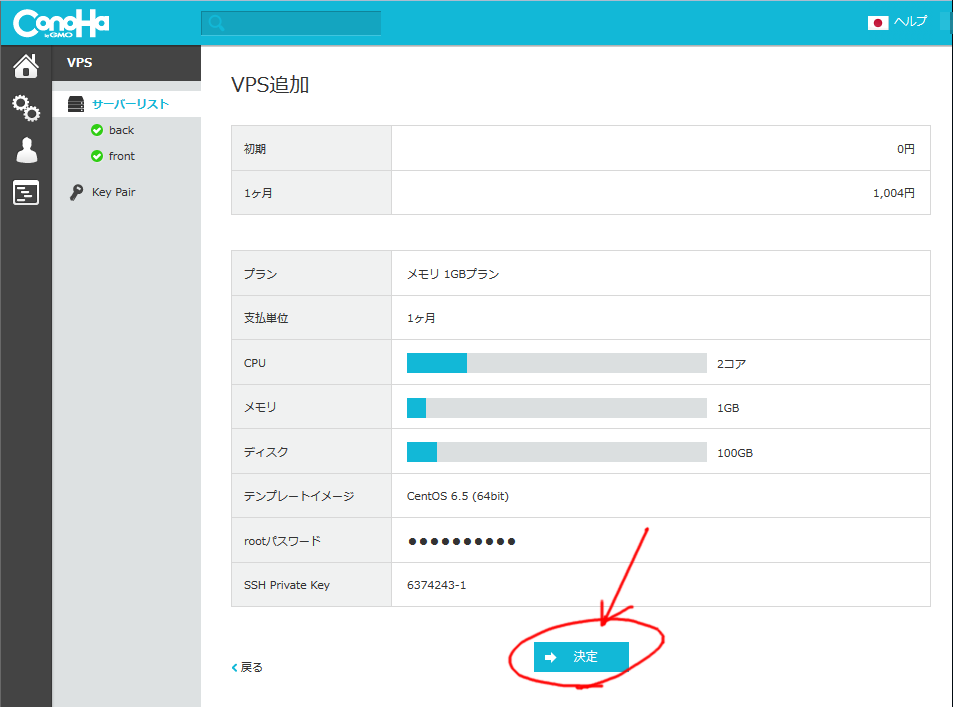 ConoHa
by GMO
ヘルプ
VPS
サーバーリスト
back
front
Key Pair
VPS追加
初期 0円
1ヶ月 1,004円
プラン メモリ 1GBプラン
支払単位 1ヶ月
CPU 2コア
メモリ 1GB
ディスク 100GB
テンプレートイメージ CentOS 6.5 (64bit)
rootパスワード ●●●●●●●●●●
SSH Private Key 6374243-1
戻る
決定